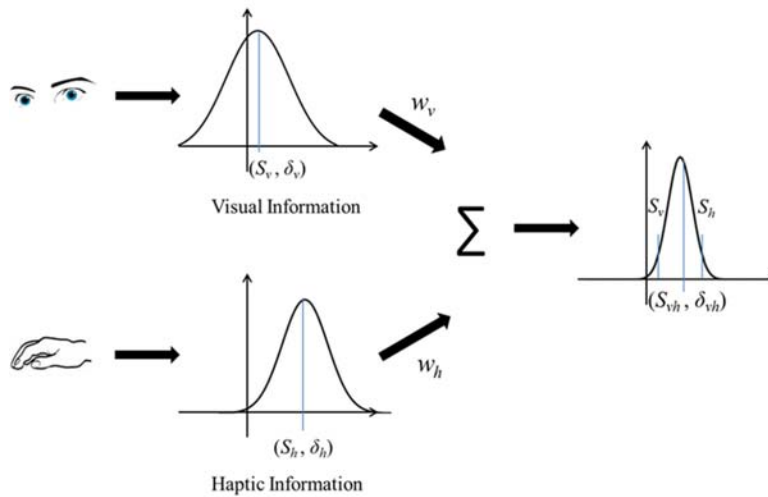 w_v
(S_v, δ_v)
Visual Information
S_v S_h
Σ
(S_vh, δ_vh)
w_h
(S_h, δ_h)
Haptic Information